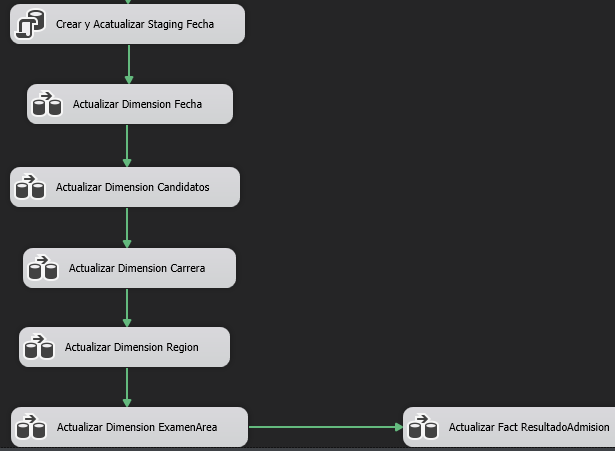 Crear y Acatualizar Staging Fecha
Actualizar Dimension Fecha
Actualizar Dimension Candidatos
Actualizar Dimension Carrera
Actualizar Dimension Region
Actualizar Dimension ExamenArea
Actualizar Fact ResultadoAdmision